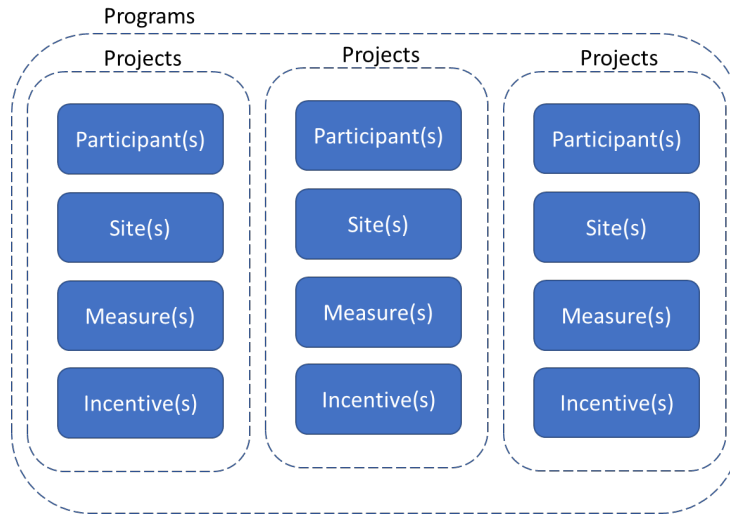 Programs
Projects
Participant(s)
Site(s)
Measure(s)
Incentive(s)
Projects
Participant(s)
Site(s)
Measure(s)
Incentive(s)
Projects
Participant(s)
Site(s)
Measure(s)
Incentive(s)